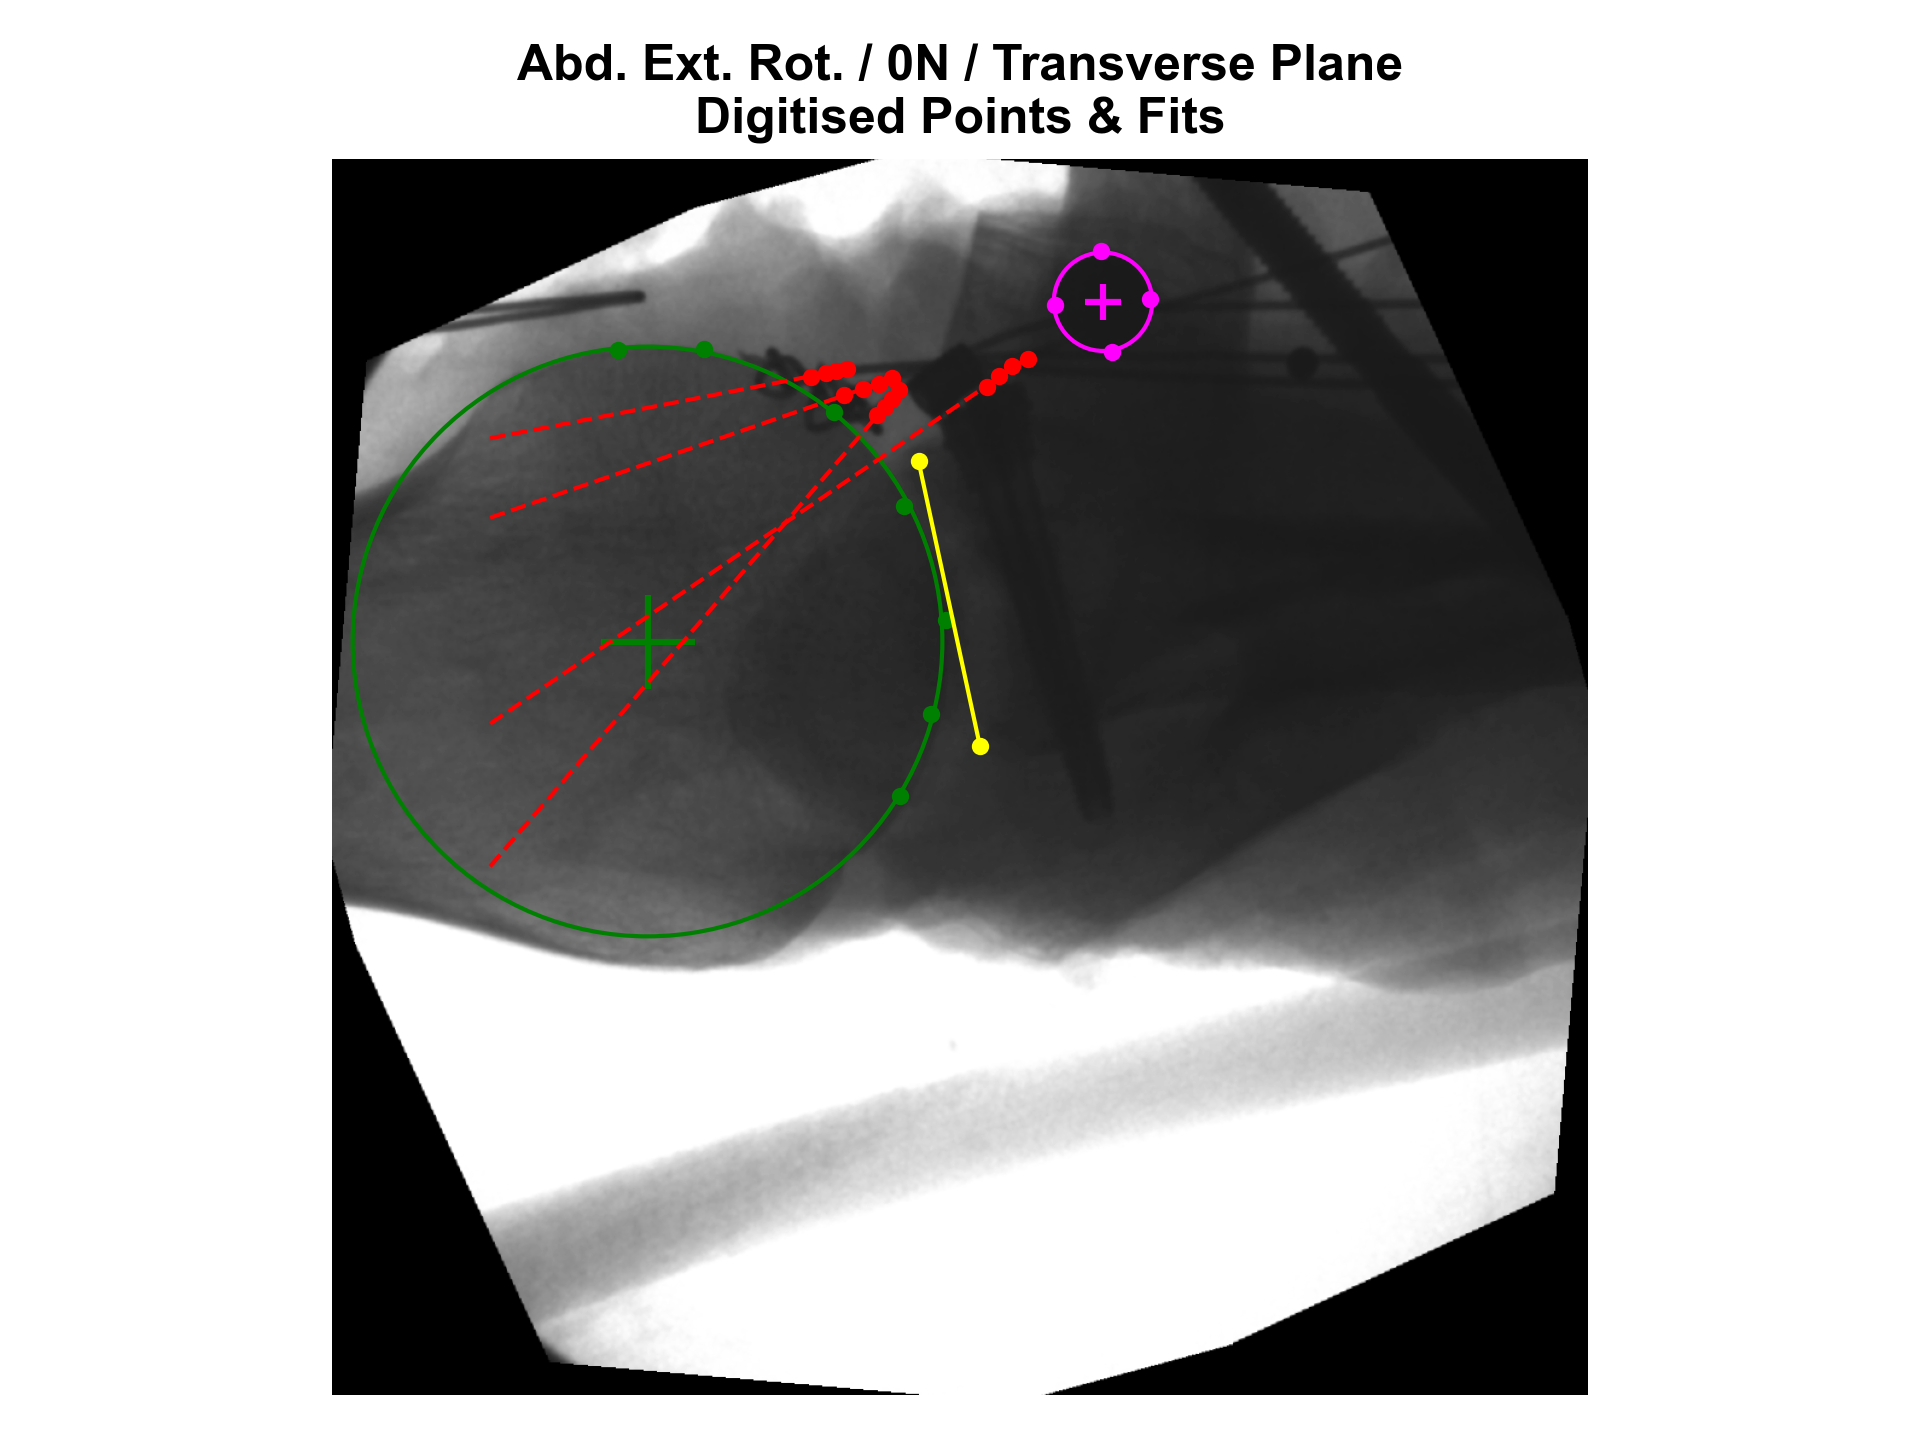 Abd. Ext. Rot. / 0N / Transverse Plane
Digitised Points & Fits